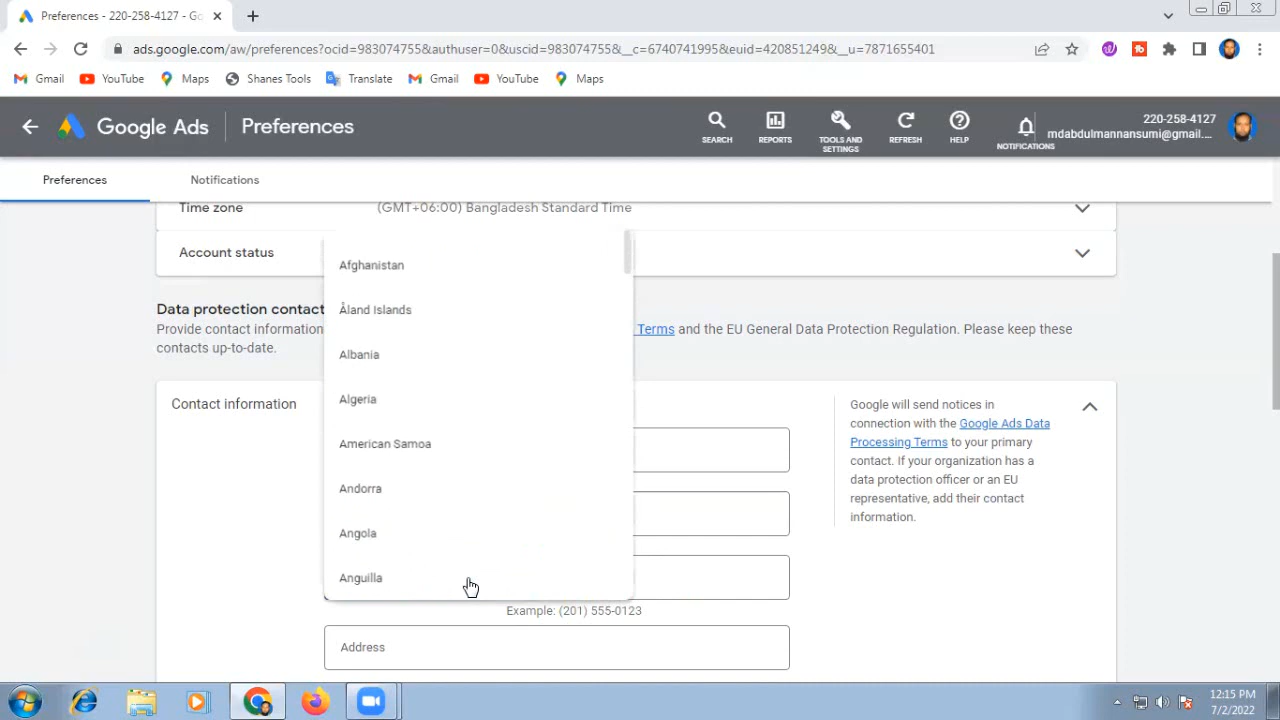 Preferences - 220-258-4127 - Go
ads.google.com/aw/preferences?ocid=983074755&authuser=0&uscid=983074755&__c=6740741995&euid=420851249&__u=7871655401
Gmail YouTube Maps Shanes Tools Translate Gmail YouTube Maps
Google Ads Preferences
SEARCH REPORTS TOOLS AND SETTINGS REFRESH HELP NOTIFICATIONS
220-258-4127
mdabdulmannansumi@gmail....
Preferences Notifications
Time zone (GMT+06:00) Bangladesh Standard Time
Account status
Data protection contact
Provide contact information Terms and the EU General Data Protection Regulation. Please keep these
contacts up-to-date.
Afghanistan
Åland Islands
Albania
Algeria
American Samoa
Andorra
Angola
Anguilla
Contact information
Google will send notices in
connection with the Google Ads Data
Processing Terms to your primary
contact. If your organization has a
data protection officer or an EU
representative, add their contact
information.
Example: (201) 555-0123
Address
12:15 PM
7/2/2022